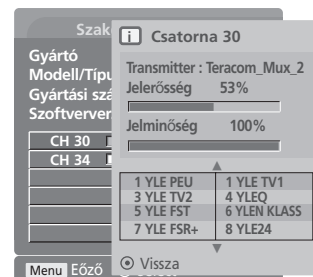 Szak
Gyártó
Modell/Típu
Gyártási szá
Szoftverver
CH 30
CH 34
i Csatorna 30
Transmitter : Teracom_Mux_2
Jelerősség 53%
Jelminőség 100%
1 YLE PEU 1 YLE TV1
3 YLE TV2 4 YLEQ
5 YLE FST 6 YLEN KLASS
7 YLE FSR+ 8 YLE24
Vissza
Menu Eőző